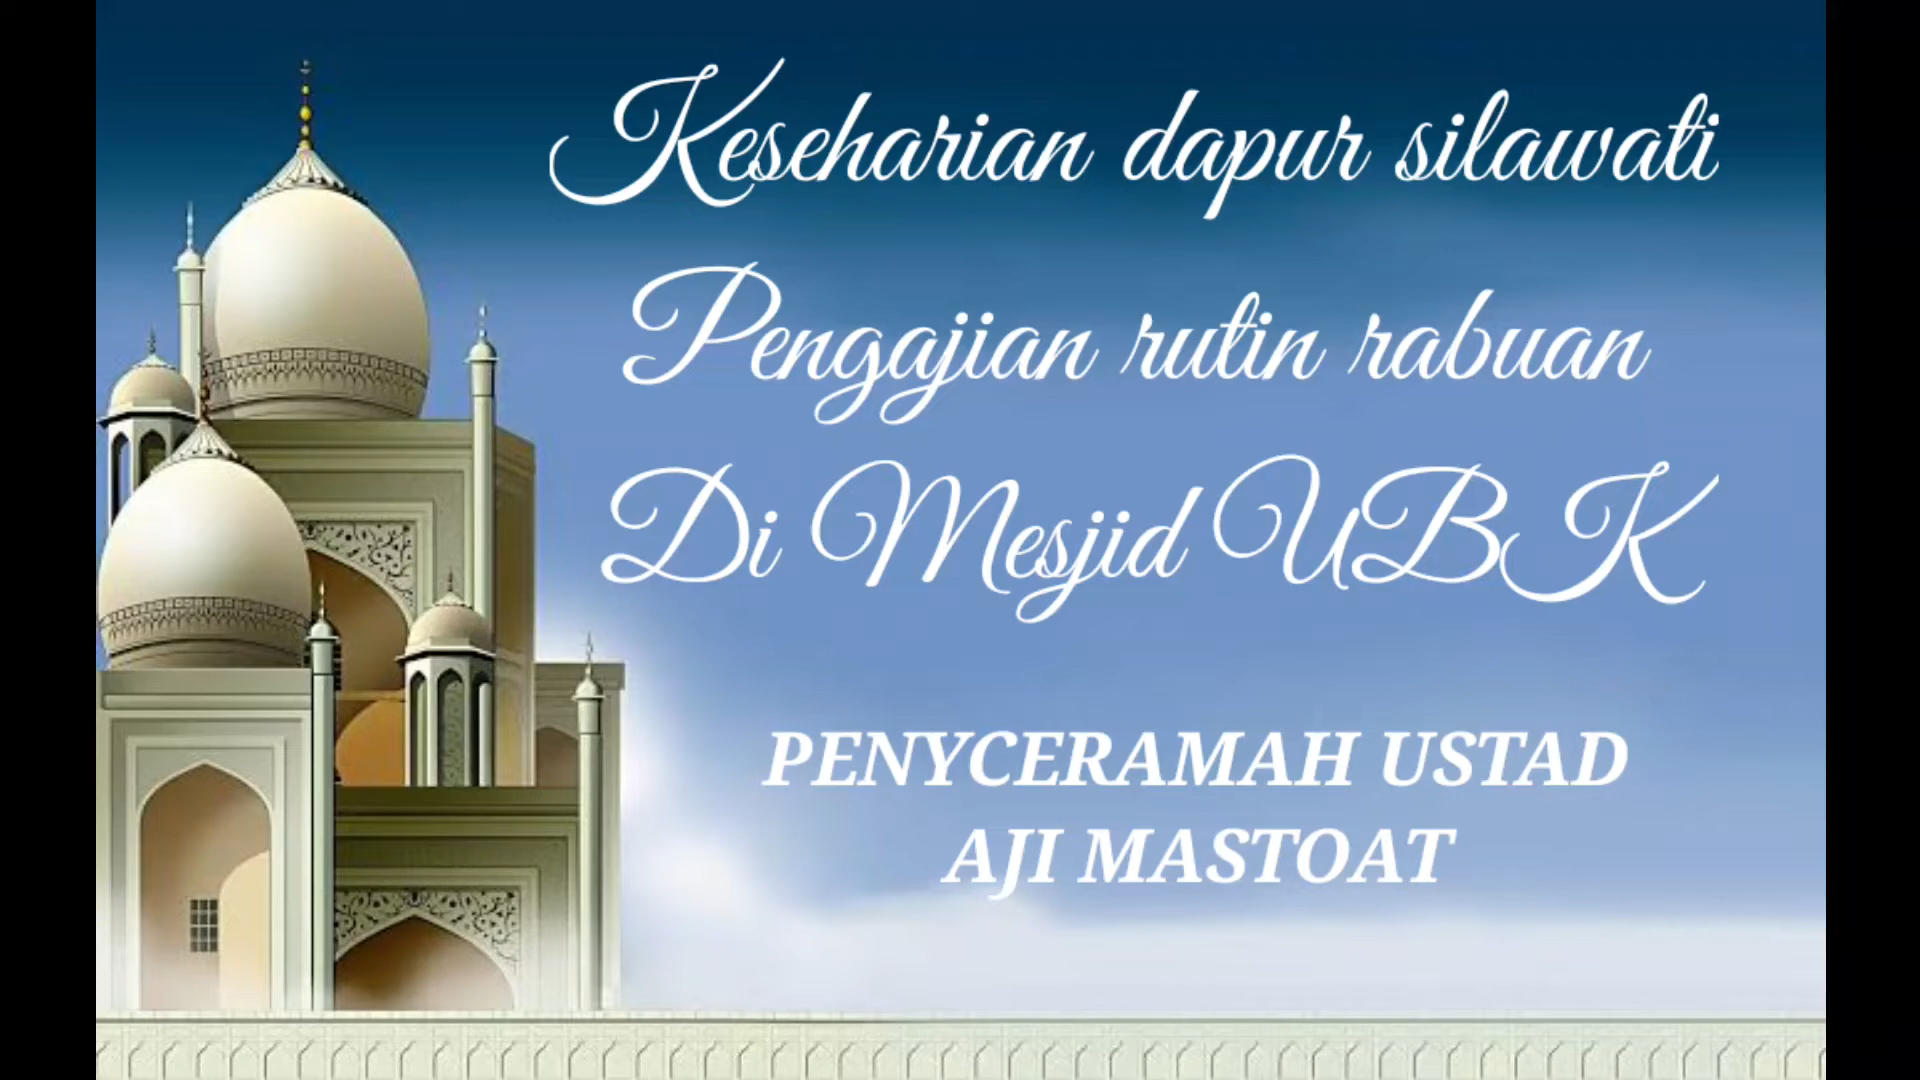 Keseharian dapur silawati
Pengajian rutin rabuan
Di Mesjid UBK
PENYCERAMAH USTAD
AJI MASTOAT